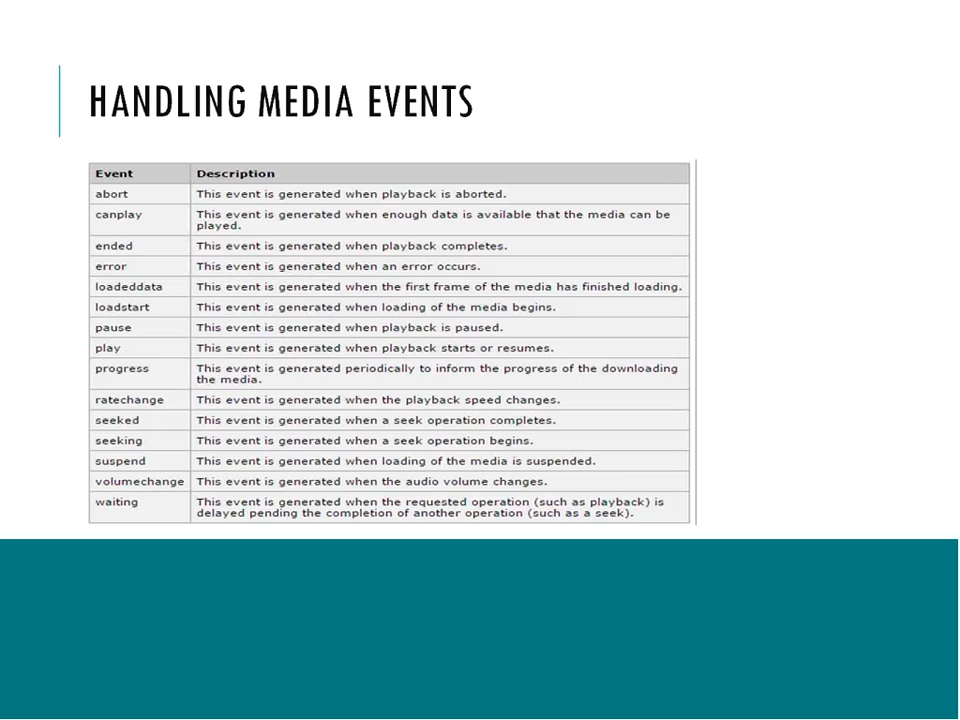 HANDLING MEDIA EVENTS
Event Description
abort This event is generated when playback is aborted.
canplay This event is generated when enough data is available that the media can be
played.
ended This event is generated when playback completes.
error This event is generated when an error occurs.
loadeddata This event is generated when the first frame of the media has finished loading.
loadstart This event is generated when loading of the media begins.
pause This event is generated when playback is paused.
play This event is generated when playback starts or resumes.
progress This event is generated periodically to inform the progress of the downloading
the media.
ratechange This event is generated when the playback speed changes.
seeked This event is generated when a seek operation completes.
seeking This event is generated when a seek operation begins.
suspend This event is generated when loading of the media is suspended.
volumechange This event is generated when the audio volume changes.
waiting This event is generated when the requested operation (such as playback) is
delayed pending the completion of another operation (such as a seek).